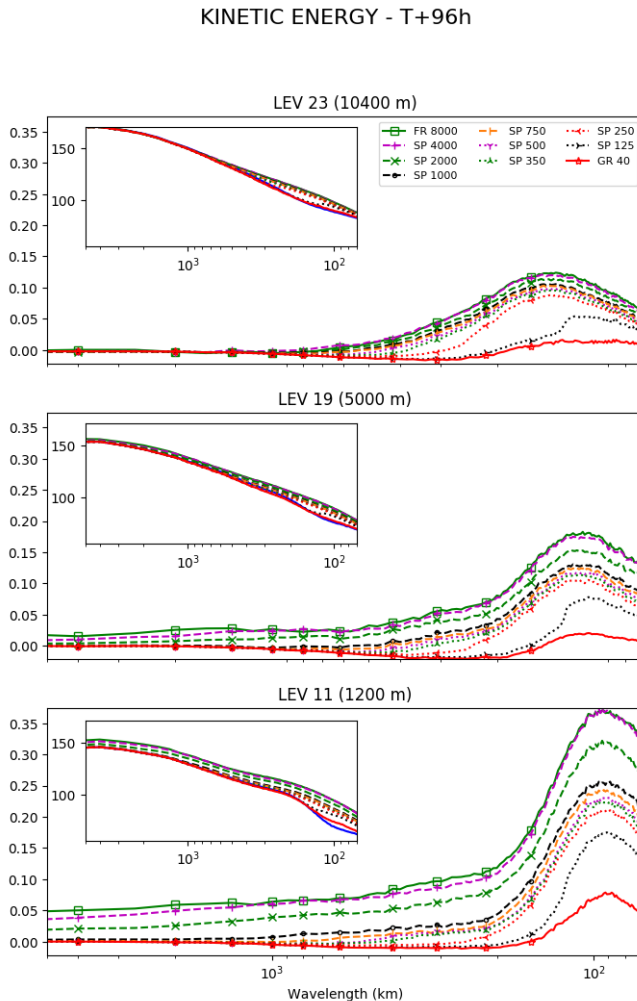 KINETIC ENERGY - T+96h
LEV 23 (10400 m)
0.35
0.30
0.25
0.20
0.15
0.10
0.05
0.00
150
100
10³
10²
FR 8000
SP 4000
SP 2000
SP 1000
SP 750
SP 500
SP 350
SP 250
SP 125
GR 40
LEV 19 (5000 m)
0.35
0.30
0.25
0.20
0.15
0.10
0.05
0.00
150
100
10³
10²
LEV 11 (1200 m)
0.35
0.30
0.25
0.20
0.15
0.10
0.05
0.00
150
100
10³
10²
10³
10²
Wavelength (km)